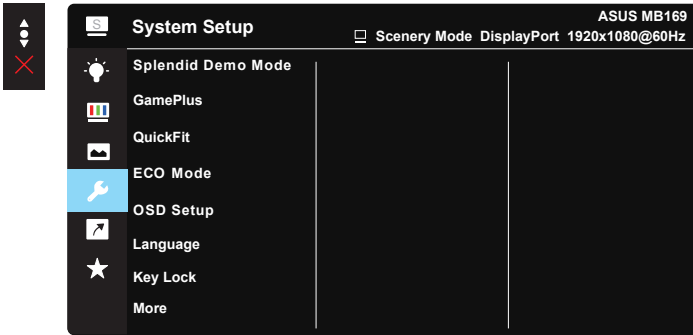 S
System Setup
ASUS MB169
Scenery Mode DisplayPort 1920x1080@60Hz
Splendid Demo Mode
GamePlus
QuickFit
ECO Mode
OSD Setup
Language
Key Lock
More